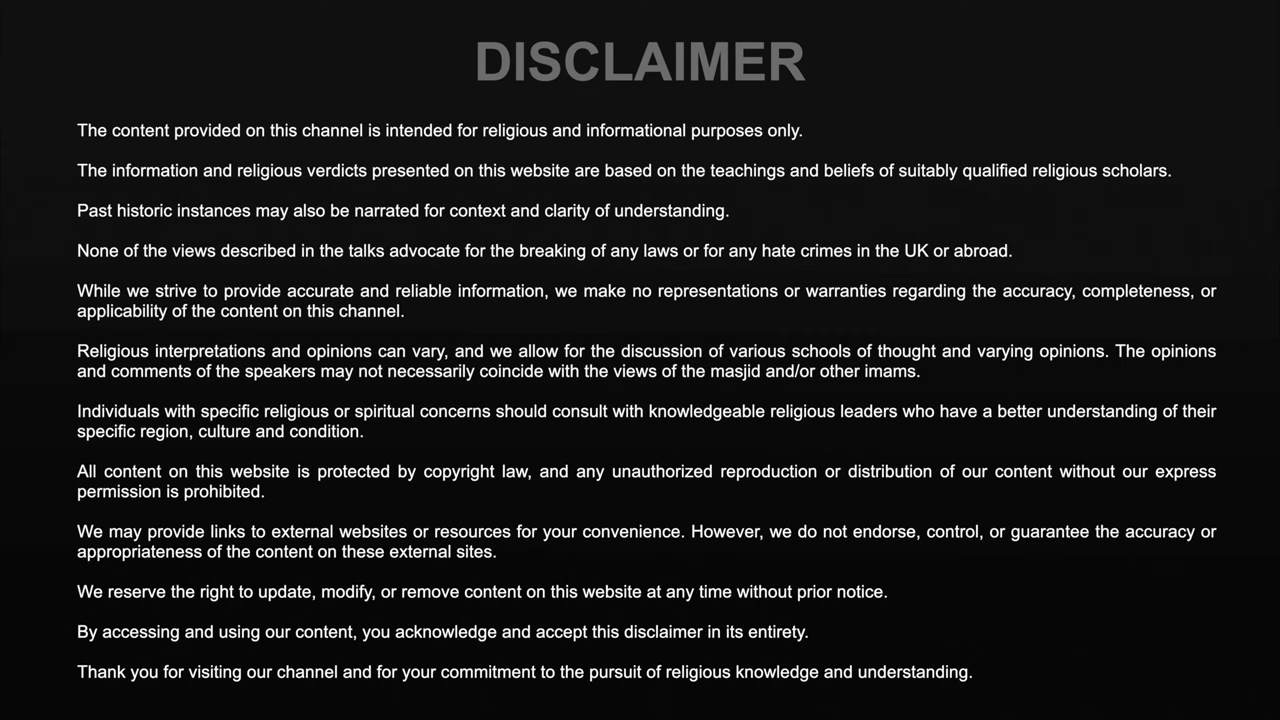 DISCLAIMER
The content provided on this channel is intended for religious and informational purposes only.
The information and religious verdicts presented on this website are based on the teachings and beliefs of suitably qualified religious scholars.
Past historic instances may also be narrated for context and clarity of understanding.
None of the views described in the talks advocate for the breaking of any laws or for any hate crimes in the UK or abroad.
While we strive to provide accurate and reliable information, we make no representations or warranties regarding the accuracy, completeness, or
applicability of the content on this channel.
Religious interpretations and opinions can vary, and we allow for the discussion of various schools of thought and varying opinions. The opinions
and comments of the speakers may not necessarily coincide with the views of the masjid and/or other imams.
Individuals with specific religious or spiritual concerns should consult with knowledgeable religious leaders who have a better understanding of their
specific region, culture and condition.
All content on this website is protected by copyright law, and any unauthorized reproduction or distribution of our content without our express
permission is prohibited.
We may provide links to external websites or resources for your convenience. However, we do not endorse, control, or guarantee the accuracy or
appropriateness of the content on these external sites.
We reserve the right to update, modify, or remove content on this website at any time without prior notice.
By accessing and using our content, you acknowledge and accept this disclaimer in its entirety.
Thank you for visiting our channel and for your commitment to the pursuit of religious knowledge and understanding.